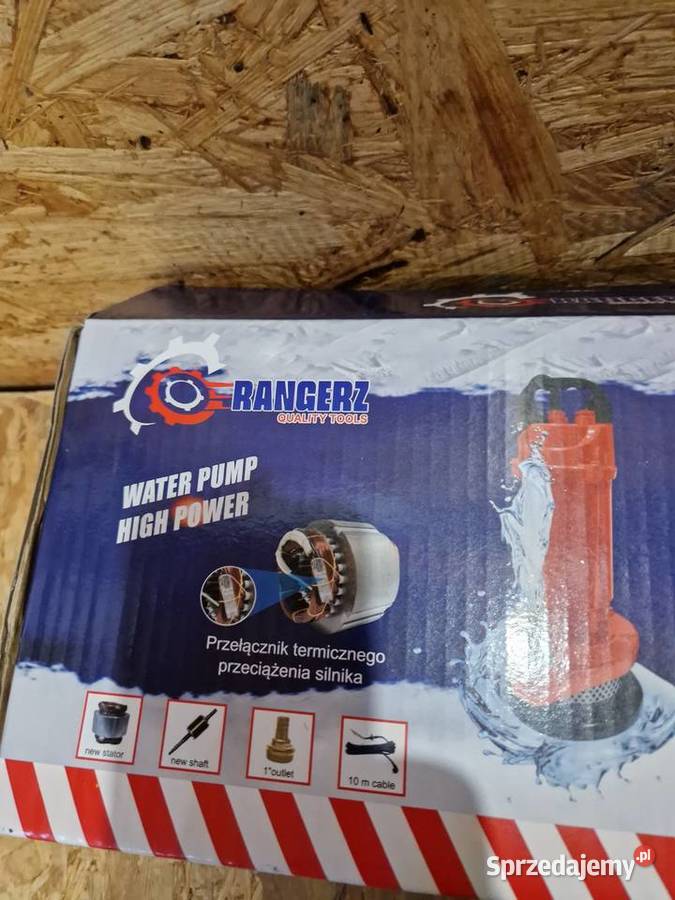 RANGERZ
QUALITY TOOLS
WATER PUMP
HIGH POWER
Przełącznik termicznego
przeciążenia silnika
new stator
new shaft
1"outlet
10 m cable
Sprzedajemy.pl